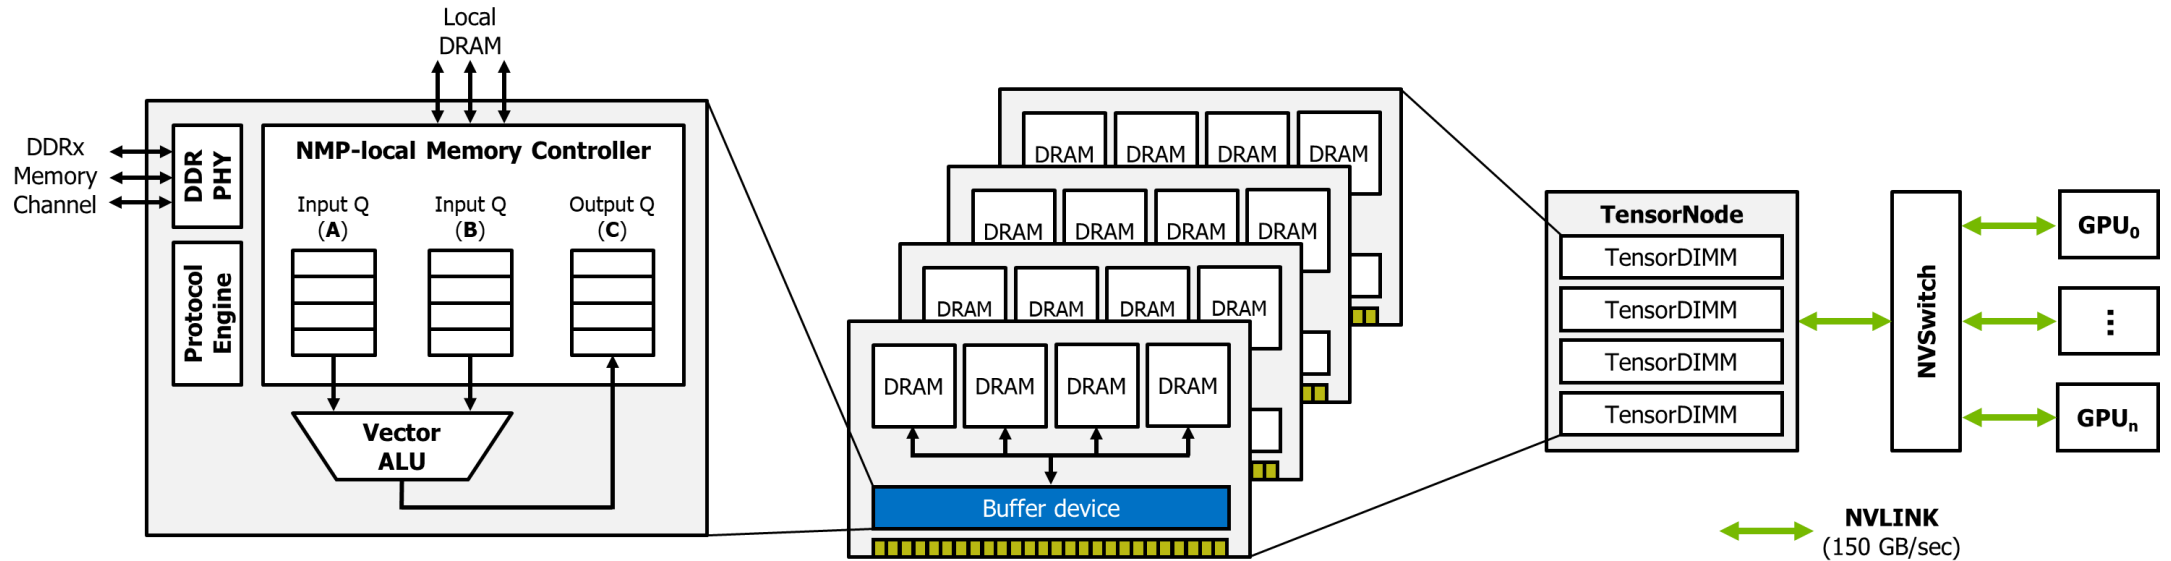 Local
DRAM
DDRx
Memory
Channel
DDR
PHY
Protocol
Engine
NMP-local Memory Controller
Input Q
(A)
Input Q
(B)
Output Q
(C)
Vector
ALU
DRAM DRAM DRAM DRAM
DRAM DRAM DRAM DRAM
DRAM DRAM DRAM DRAM
DRAM DRAM DRAM DRAM
Buffer device
TensorNode
TensorDIMM
TensorDIMM
TensorDIMM
TensorDIMM
NVSwitch
GPU0
...
GPUn
NVLINK
(150 GB/sec)